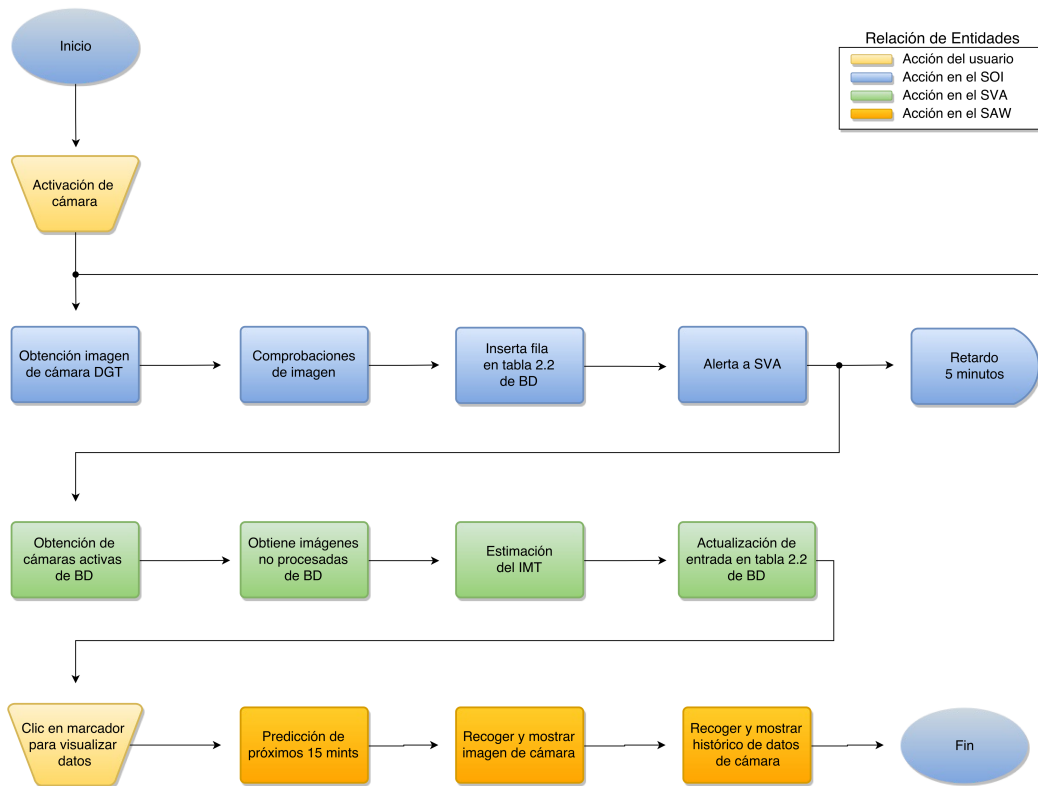 Inicio
Relación de Entidades
Acción del usuario
Acción en el SOI
Acción en el SVA
Acción en el SAW
Activación de
cámara
Obtención imagen
de cámara DGT
Comprobaciones
de imagen
Inserta fila
en tabla 2.2
de BD
Alerta a SVA
Retardo
5 minutos
Obtención de
cámaras activas
de BD
Obtiene imágenes
no procesadas
de BD
Estimación
del IMT
Actualización de
entrada en tabla 2.2
de BD
Clic en marcador
para visualizar
datos
Predicción de
próximos 15 mints
Recoger y mostrar
imagen de cámara
Recoger y mostrar
histórico de datos
de cámara
Fin